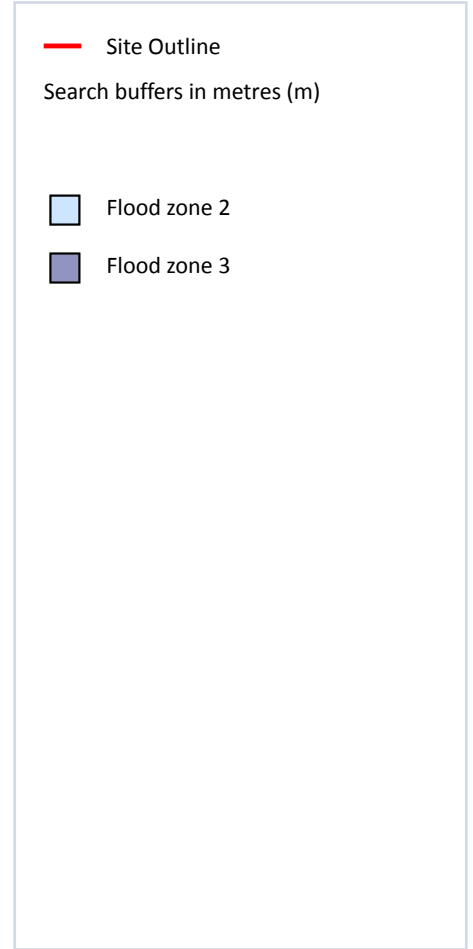 Site Outline
Search buffers in metres (m)
Flood zone 2
Flood zone 3